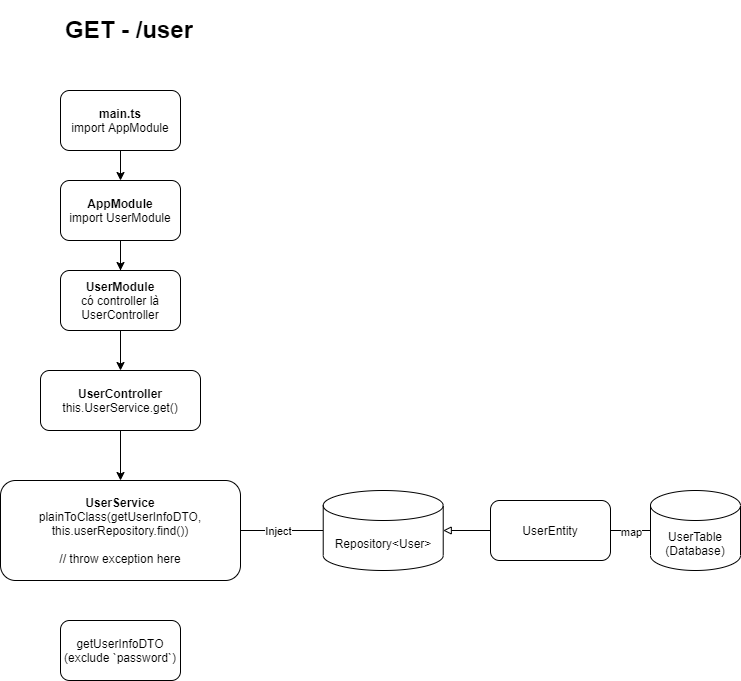 GET - /user
main.ts
import AppModule
AppModule
import UserModule
UserModule
có controller là
UserController
UserController
this.UserService.get()
UserService
plainToClass(getUserInfoDTO,
this.userRepository.find())
// throw exception here
Inject
Repository<User>
UserEntity
map
UserTable
(Database)
getUserInfoDTO
(exclude `password`)